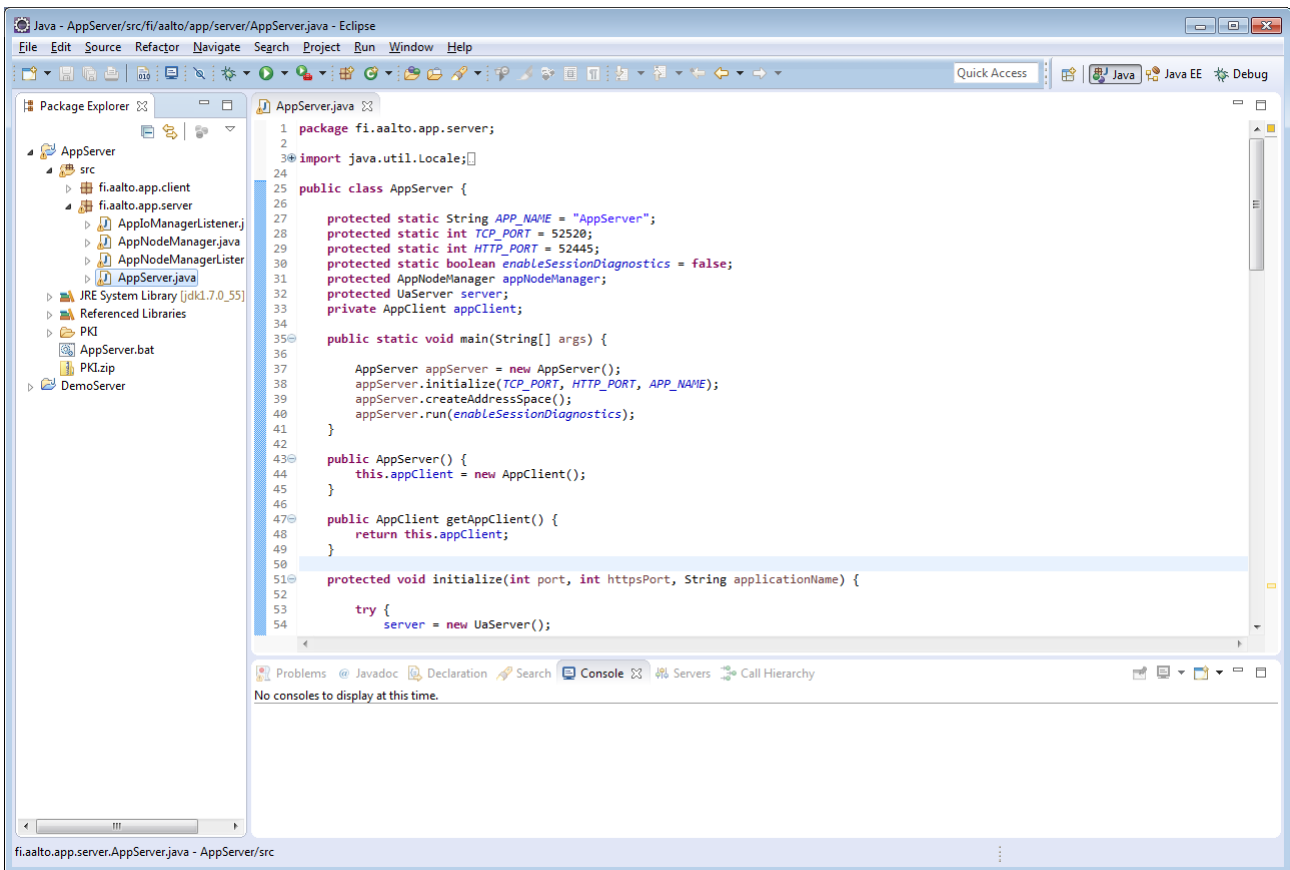 Java - AppServer/src/fi/aalto/app/server/AppServer.java - Eclipse
File Edit Source Refactor Navigate Search Project Run Window Help
Quick Access Java Java EE Debug
Package Explorer
AppServer
src
fi.aalto.app.client
fi.aalto.app.server
AppIoManagerListener.j
AppNodeManager.java
AppNodeManagerLister
AppServer.java
JRE System Library [jdk1.7.0_55]
Referenced Libraries
PKI
AppServer.bat
PKI.zip
DemoServer
AppServer.java
1 package fi.aalto.app.server;
2
3 import java.util.Locale;
24
25 public class AppServer {
26
27 protected static String APP_NAME = "AppServer";
28 protected static int TCP_PORT = 52520;
29 protected static int HTTP_PORT = 52445;
30 protected static boolean enableSessionDiagnostics = false;
31 protected AppNodeManager appNodeManager;
32 protected UaServer server;
33 private AppClient appClient;
34
35 public static void main(String[] args) {
36
37 AppServer appServer = new AppServer();
38 appServer.initialize(TCP_PORT, HTTP_PORT, APP_NAME);
39 appServer.createAddressSpace();
40 appServer.run(enableSessionDiagnostics);
41 }
42
43 public AppServer() {
44 this.appClient = new AppClient();
45 }
46
47 public AppClient getAppClient() {
48 return this.appClient;
49 }
50
51 protected void initialize(int port, int httpsPort, String applicationName) {
52
53 try {
54 server = new UaServer();
Problems Javadoc Declaration Search Console Servers Call Hierarchy
No consoles to display at this time.
fi.aalto.app.server.AppServer.java - AppServer/src